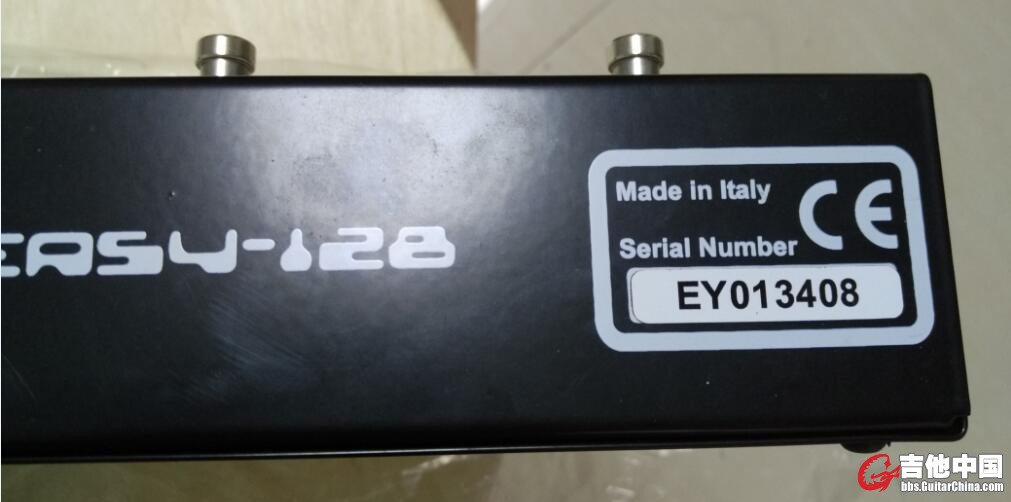 EASY-128
Made in Italy
CE
Serial Number
EY013408
吉他中国
bbs.GuitarChina.com